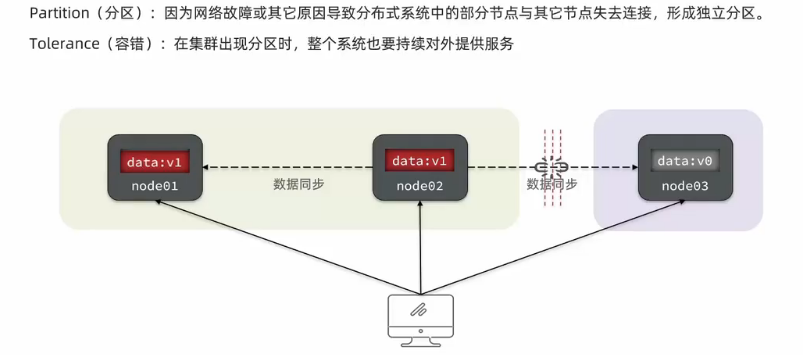 Partition（分区）：因为网络故障或其它原因导致分布式系统中的部分节点与其它节点失去连接，形成独立分区。
Tolerance（容错）：在集群出现分区时，整个系统也要持续对外提供服务
data:v1
data:v1
data:v0
node01
数据同步
node02
数据同步
node03